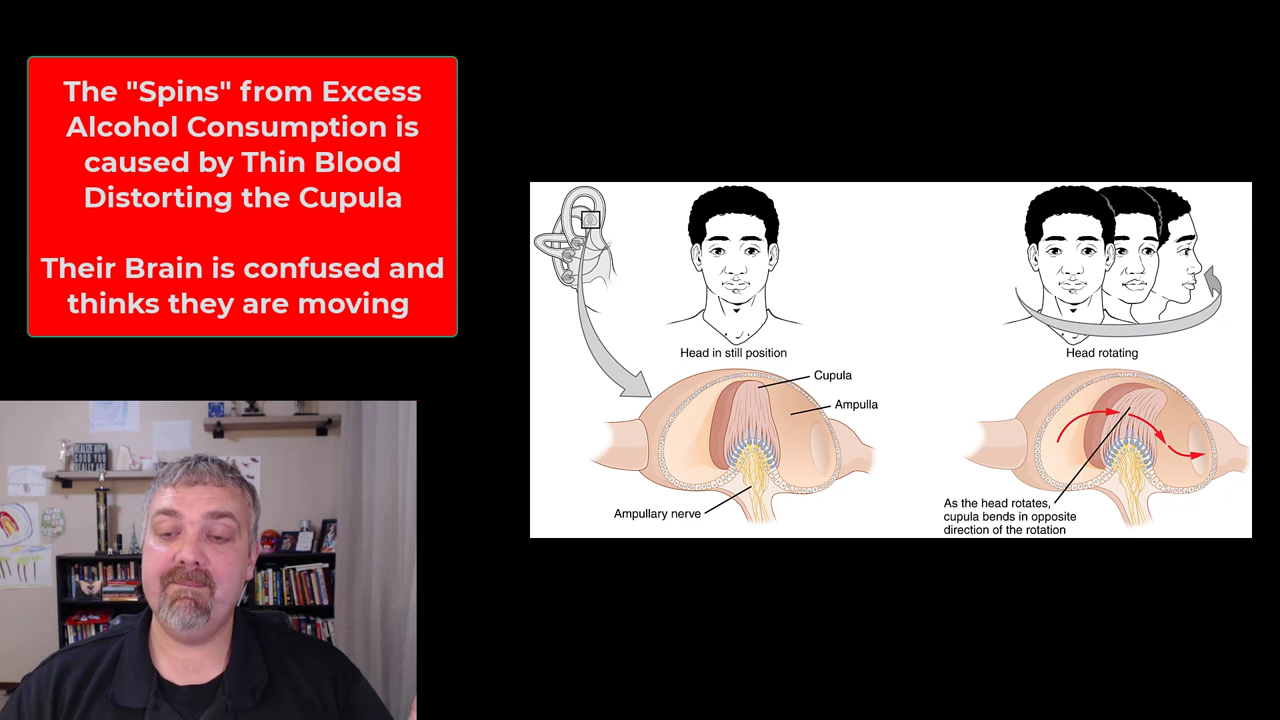 The "Spins" from Excess
Alcohol Consumption is
caused by Thin Blood
Distorting the Cupula
Their Brain is confused and
thinks they are moving
Head in still position
Head rotating
Cupula
Ampulla
Ampullary nerve
As the head rotates,
cupula bends in opposite
direction of the rotation